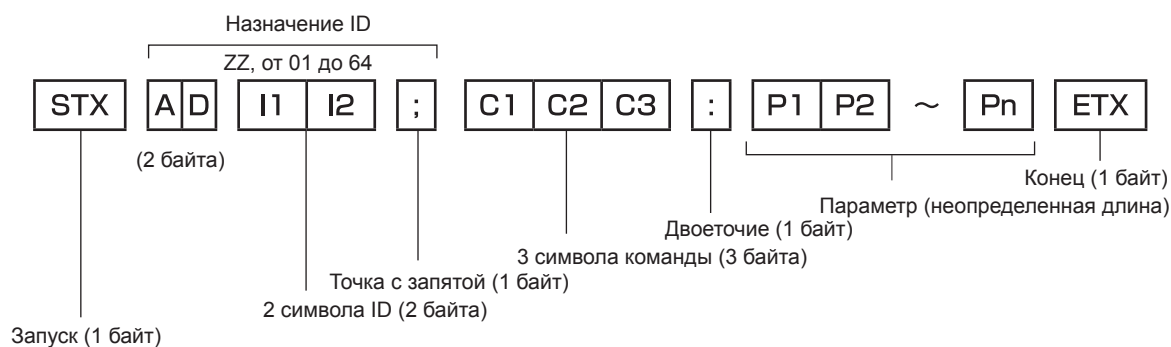 Назначение ID
ZZ, от 01 до 64
STX A D I1 I2 ; C1 C2 C3 : P1 P2 ~ Pn ETX
(2 байта)
Конец (1 байт)
Параметр (неопределенная длина)
Двоеточие (1 байт)
3 символа команды (3 байта)
Точка с запятой (1 байт)
2 символа ID (2 байта)
Запуск (1 байт)